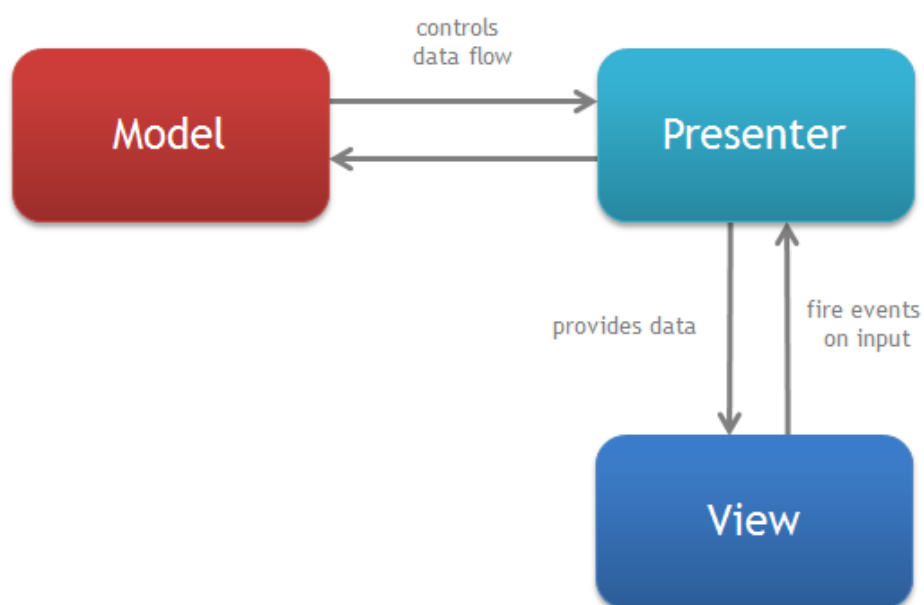 controls
data flow
Model
Presenter
provides data
fire events
on input
View